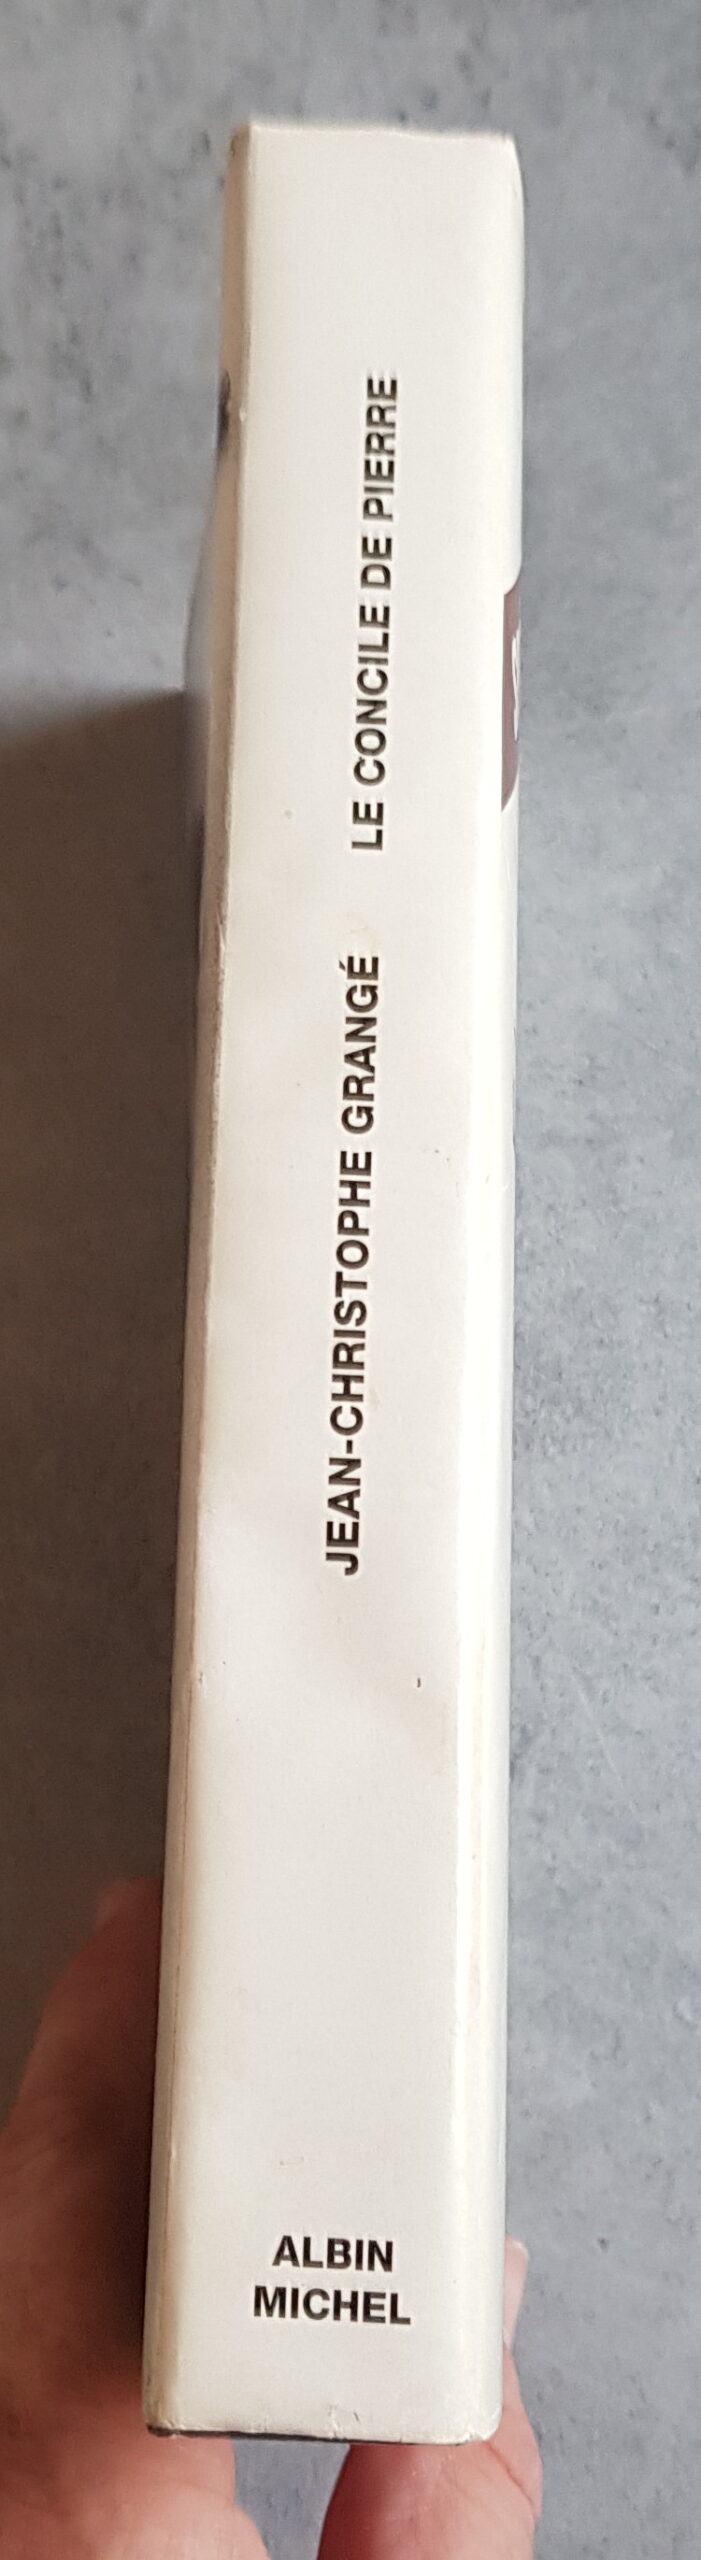 JEAN-CHRISTOPHE GRANGÉ
LE CONCILE DE PIERRE
ALBIN
MICHEL